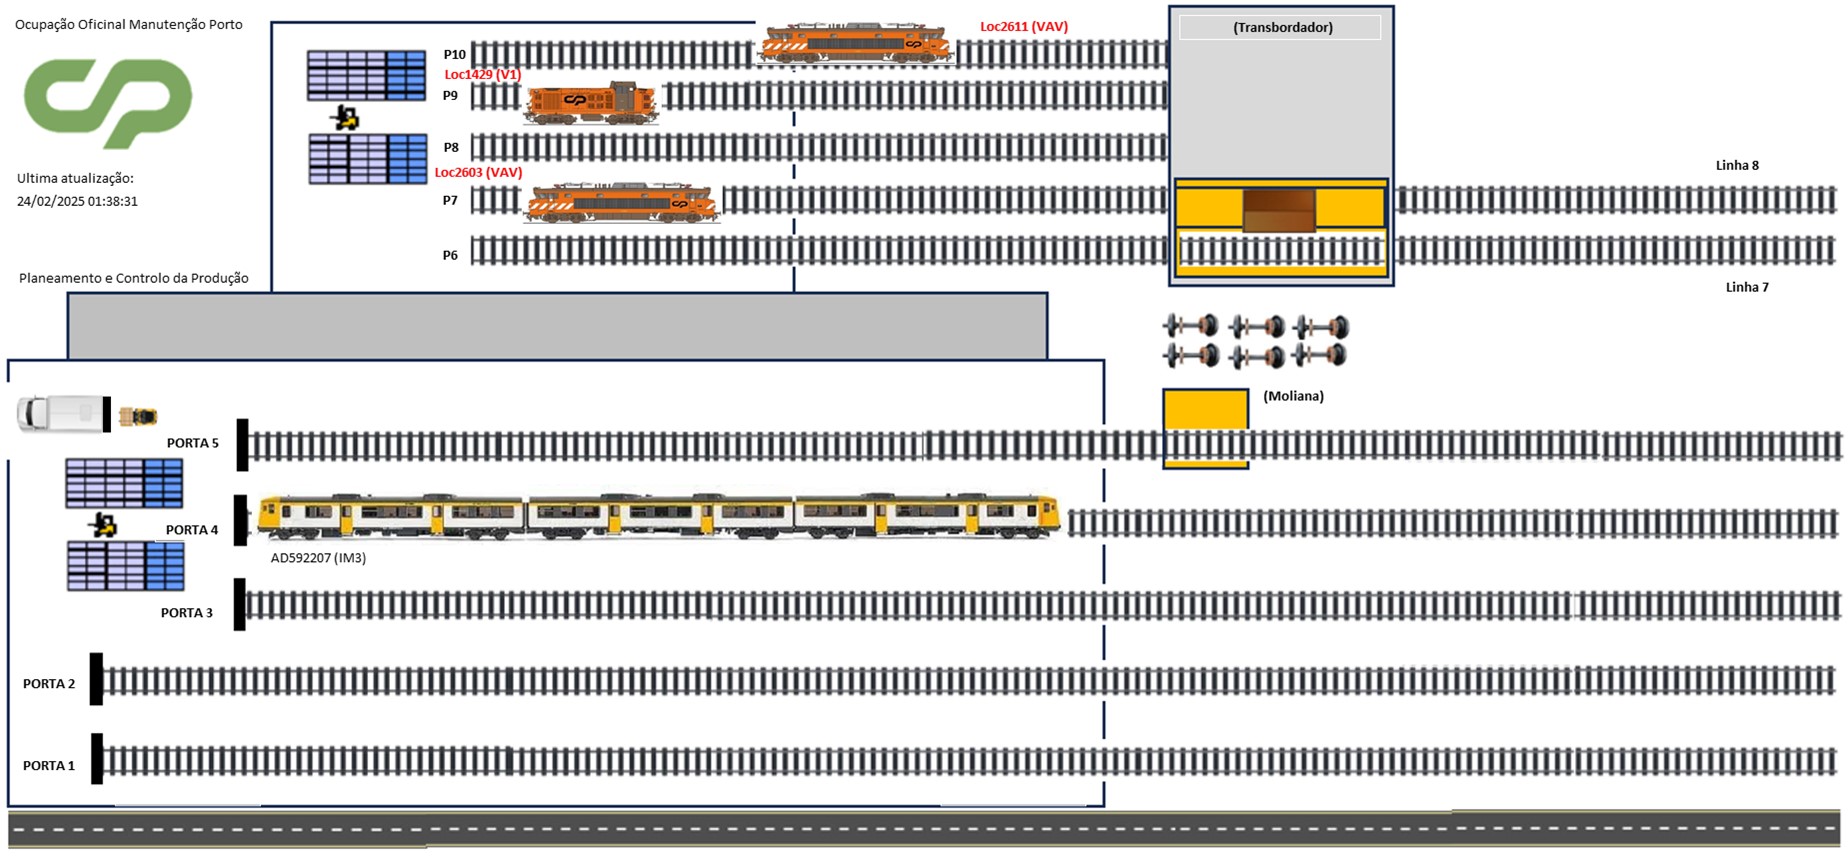 Ocupação Oficinal Manutenção Porto
Loc2611 (VAV)
(Transbordador)
P10
Loc1429 (V1)
P9
P8
Linha 8
Loc2603 (VAV)
Ultima atualização:
24/02/2025 01:38:31
P7
P6
Planeamento e Controlo da Produção
Linha 7
(Moliana)
PORTA 5
PORTA 4
AD592207 (IM3)
PORTA 3
PORTA 2
PORTA 1